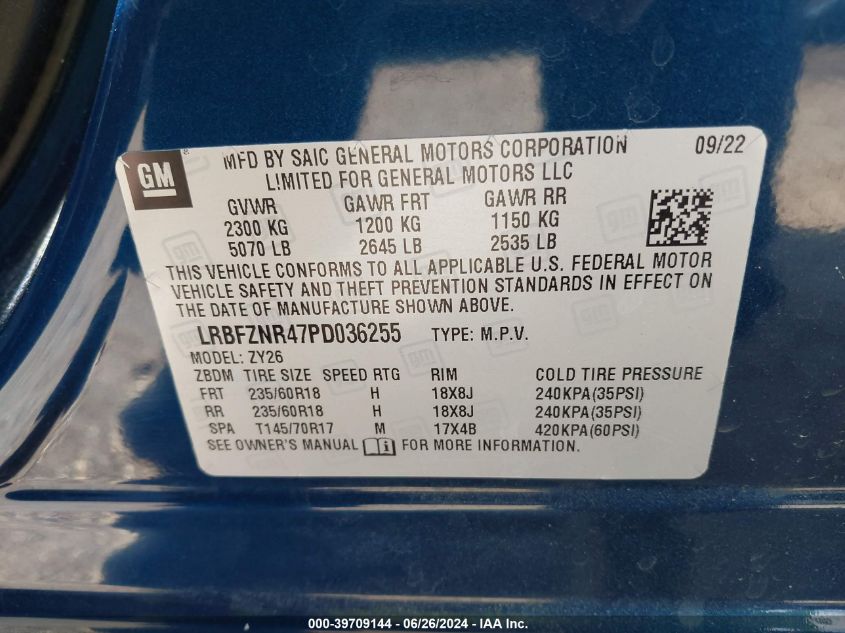 GM
MFD BY SAIC GENERAL MOTORS CORPORATION 09/22
LIMITED FOR GENERAL MOTORS LLC
GVWR GAWR FRT GAWR RR
2300 KG 1200 KG 1150 KG
5070 LB 2645 LB 2535 LB
THIS VEHICLE CONFORMS TO ALL APPLICABLE U.S. FEDERAL MOTOR
VEHICLE SAFETY AND THEFT PREVENTION STANDARDS IN EFFECT ON
THE DATE OF MANUFACTURE SHOWN ABOVE.
LRBFZNR47PD036255 TYPE: M.P.V.
MODEL: ZY26
ZBDM TIRE SIZE SPEED RTG RIM COLD TIRE PRESSURE
FRT 235/60R18 H 18X8J 240KPA(35PSI)
RR 235/60R18 H 18X8J 240KPA(35PSI)
SPA T145/70R17 M 17X4B 420KPA(60PSI)
SEE OWNER'S MANUAL i FOR MORE INFORMATION.
000-39709144 - 06/26/2024 - IAA Inc.